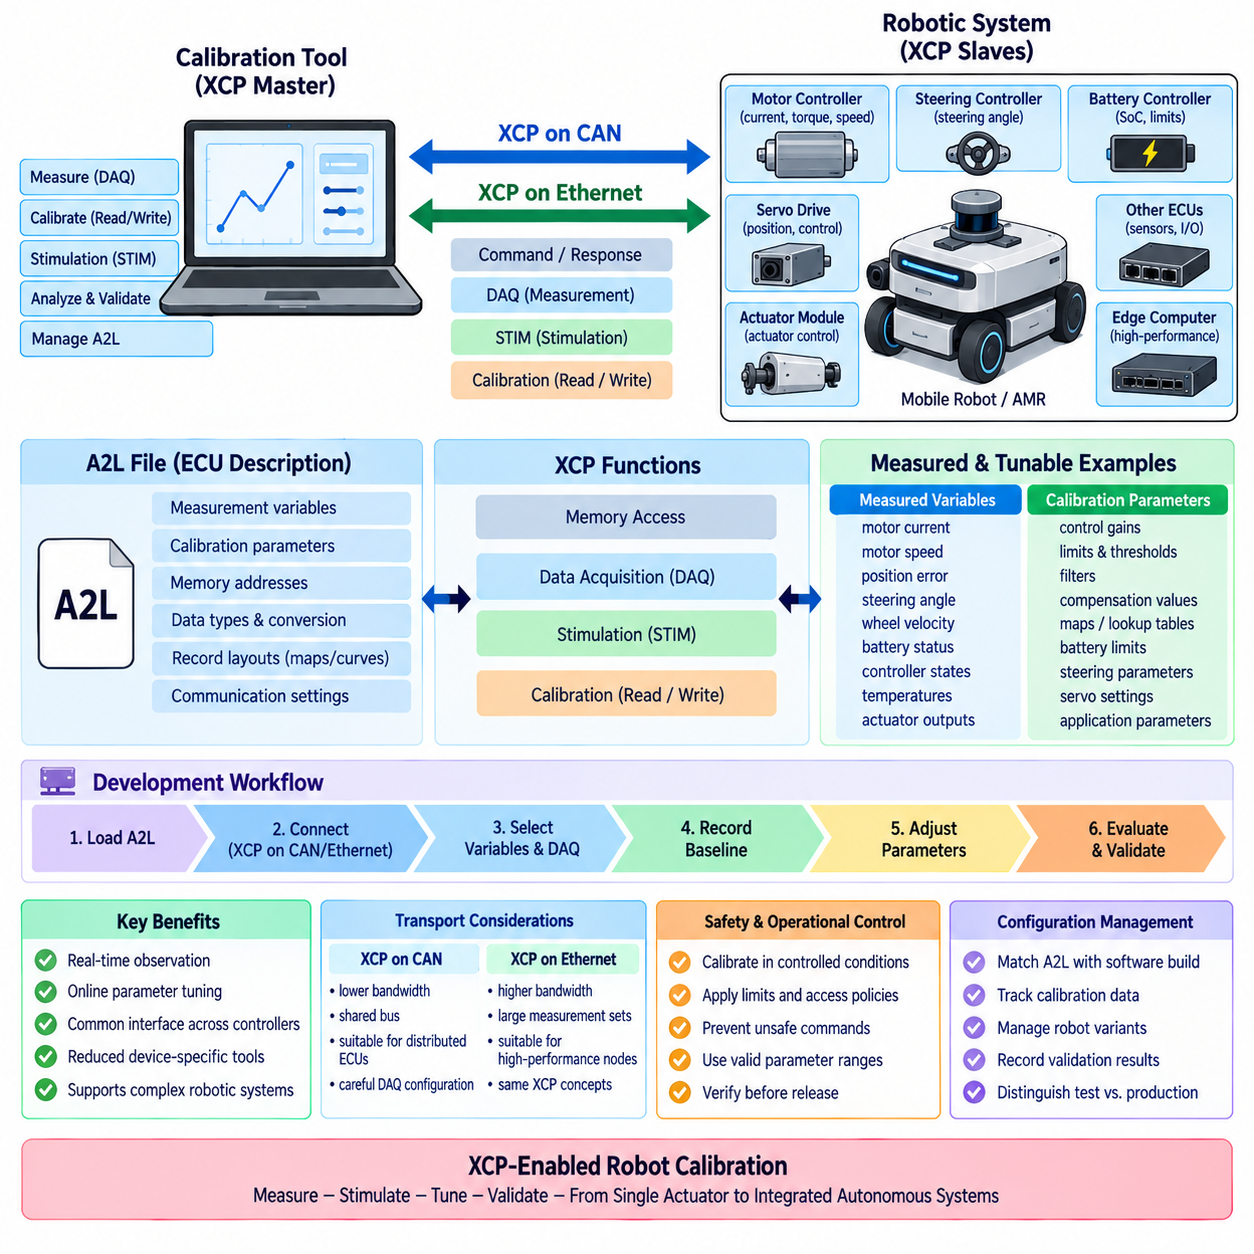 Calibration Tool
(XCP Master)
Measure (DAQ)
Calibrate (Read/Write)
Stimulation (STIM)
Analyze & Validate
Manage A2L
XCP on CAN
XCP on Ethernet
Command / Response
DAQ (Measurement)
STIM (Stimulation)
Calibration (Read / Write)
Robotic System
(XCP Slaves)
Motor Controller
(current, torque, speed)
Steering Controller
(steering angle)
Battery Controller
(SoC, limits)
Servo Drive
(position, control)
Other ECUs
(sensors, I/O)
Actuator Module
(actuator control)
Edge Computer
(high-performance)
Mobile Robot / AMR
A2L File (ECU Description)
A2L
Measurement variables
Calibration parameters
Memory addresses
Data types & conversion
Record layouts (maps/curves)
Communication settings
XCP Functions
Memory Access
Data Acquisition (DAQ)
Stimulation (STIM)
Calibration (Read / Write)
Measured & Tunable Examples
Measured Variables
motor current
motor speed
position error
steering angle
wheel velocity
battery status
controller states
temperatures
actuator outputs
Calibration Parameters
control gains
limits & thresholds
filters
compensation values
maps / lookup tables
battery limits
steering parameters
servo settings
application parameters
Development Workflow
1. Load A2L
2. Connect
(XCP on CAN/Ethernet)
3. Select
Variables & DAQ
4. Record
Baseline
5. Adjust
Parameters
6. Evaluate
& Validate
Key Benefits
Real-time observation
Online parameter tuning
Common interface across controllers
Reduced device-specific tools
Supports complex robotic systems
Transport Considerations
XCP on CAN
• lower bandwidth
• shared bus
• suitable for distributed
ECUs
• careful DAQ configuration
XCP on Ethernet
• higher bandwidth
• large measurement sets
• suitable for
high-performance nodes
• same XCP concepts
Safety & Operational Control
Calibrate in controlled conditions
Apply limits and access policies
Prevent unsafe commands
Use valid parameter ranges
Verify before release
Configuration Management
Match A2L with software build
Track calibration data
Manage robot variants
Record validation results
Distinguish test vs. production
XCP-Enabled Robot Calibration
Measure – Stimulate – Tune – Validate – From Single Actuator to Integrated Autonomous Systems